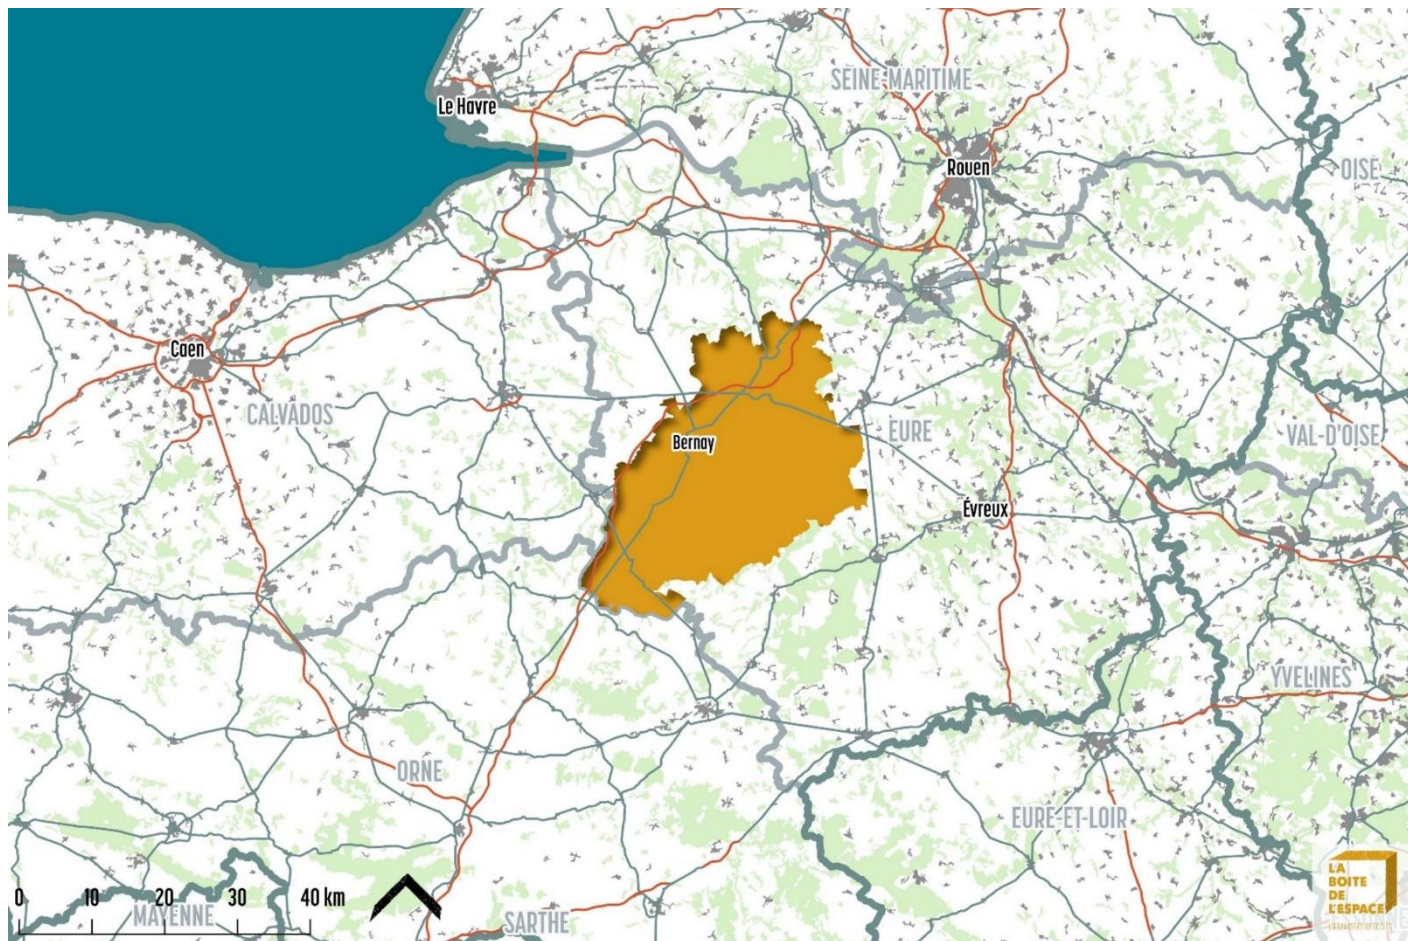 SEINE-MARITIME
Le Havre
Rouen
OISE
Caen
CALVADOS
Bernay
EURE
VAL-D'OISE
Évreux
YVELINES
ORNE
EURE-ET-LOIR
LA
BOITE
DE
L'ESPACE
0 10 20 30 40 km
MAYENNE
SARTHE